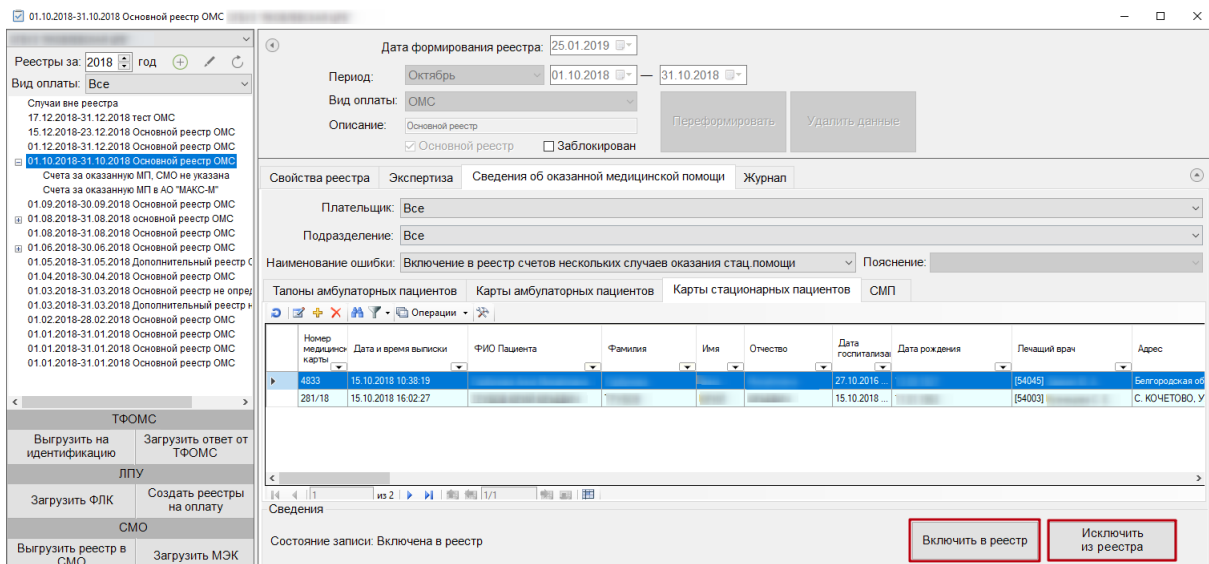 01.10.2018-31.10.2018 Основной реестр ОМС
Реестры за: 2018 год
Вид оплаты: Все
Случаи вне реестра
17.12.2018-31.12.2018 тест ОМС
15.12.2018-23.12.2018 Основной реестр ОМС
01.12.2018-31.12.2018 Основной реестр ОМС
01.10.2018-31.10.2018 Основной реестр ОМС
Счета за оказанную МП, СМО не указана
Счета за оказанную МП в АО "МАКС-М"
01.09.2018-30.09.2018 Основной реестр ОМС
01.08.2018-31.08.2018 основной реестр ОМС
01.08.2018-31.08.2018 Основной реестр ОМС
01.06.2018-30.06.2018 Основной реестр ОМС
01.05.2018-31.05.2018 Дополнительный реестр О
01.04.2018-30.04.2018 Основной реестр ОМС
01.03.2018-31.03.2018 Основной реестр не опред
01.03.2018-31.03.2018 Дополнительный реестр н
01.02.2018-28.02.2018 Основной реестр ОМС
01.01.2018-31.01.2018 Основной реестр ОМС
01.01.2018-31.01.2018 Основной реестр ОМС
01.01.2018-31.01.2018 Основной реестр ОМС
ТФОМС
Выгрузить на идентификацию
Загрузить ответ от ТФОМС
ЛПУ
Загрузить ФЛК
Создать реестры на оплату
СМО
Выгрузить реестр в СМО
Загрузить МЭК
Дата формирования реестра: 25.01.2019
Период: Октябрь 01.10.2018 — 31.10.2018
Вид оплаты: ОМС
Описание: Основной реестр
Переформировать
Удалить данные
Основной реестр Заблокирован
Свойства реестра Экспертиза Сведения об оказанной медицинской помощи Журнал
Плательщик: Все
Подразделение: Все
Наименование ошибки: Включение в реестр счетов нескольких случаев оказания стац.помощи Пояснение:
Талоны амбулаторных пациентов Карты амбулаторных пациентов Карты стационарных пациентов СМП
Операции
Номер медицинск карты Дата и время выписки ФИО Пациента Фамилия Имя Отчество Дата госпитализа Дата рождения Лечащий врач Адрес
4833 15.10.2018 10:38:19 27.10.2016 ... [54045] Белгородская об
281/18 15.10.2018 16:02:27 15.10.2018 ... [54003] С. КОЧЕТОВО, У
1 из 2 1/1
Сведения
Состояние записи: Включена в реестр
Включить в реестр
Исключить из реестра